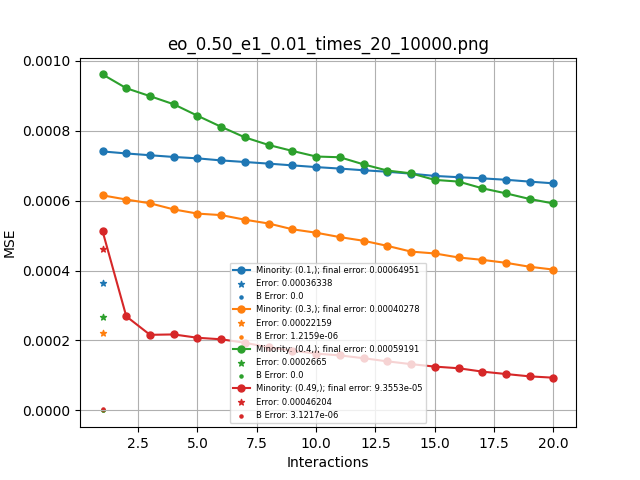 eo_0.50_e1_0.01_times_20_10000.png
0.0010
0.0008
0.0006
0.0004
0.0002
0.0000
MSE
Minority: (0.1,); final error: 0.00064951
Error: 0.00036338
B Error: 0.0
Minority: (0.3,); final error: 0.00040278
Error: 0.00022159
B Error: 1.2159e-06
Minority: (0.4,); final error: 0.00059191
Error: 0.0002665
B Error: 0.0
Minority: (0.49,); final error: 9.3553e-05
Error: 0.00046204
B Error: 3.1217e-06
2.5 5.0 7.5 10.0 12.5 15.0 17.5 20.0
Interactions